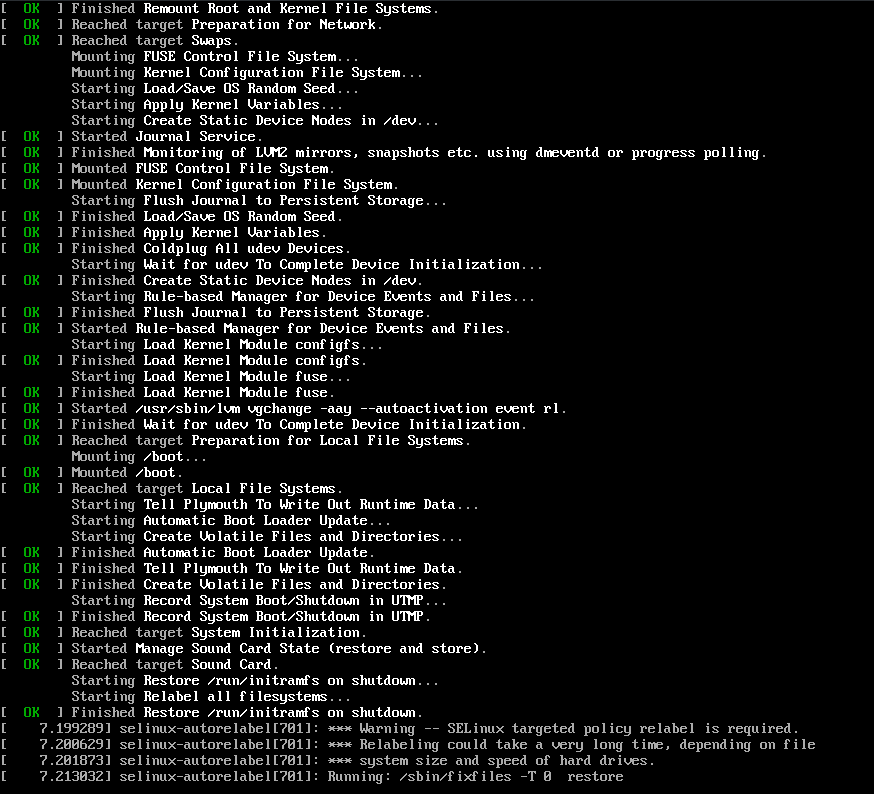 [  OK  ] Finished Remount Root and Kernel File Systems.
[  OK  ] Reached target Preparation for Network.
[  OK  ] Reached target Swaps.
         Mounting FUSE Control File System...
         Mounting Kernel Configuration File System...
         Starting Load/Save OS Random Seed...
         Starting Apply Kernel Variables...
         Starting Create Static Device Nodes in /dev...
[  OK  ] Started Journal Service.
[  OK  ] Finished Monitoring of LVM2 mirrors, snapshots etc. using dmeventd or progress polling.
[  OK  ] Mounted FUSE Control File System.
[  OK  ] Mounted Kernel Configuration File System.
         Starting Flush Journal to Persistent Storage...
[  OK  ] Finished Load/Save OS Random Seed.
[  OK  ] Finished Apply Kernel Variables.
[  OK  ] Finished Coldplug All udev Devices.
         Starting Wait for udev To Complete Device Initialization...
[  OK  ] Finished Create Static Device Nodes in /dev.
         Starting Rule-based Manager for Device Events and Files...
[  OK  ] Finished Flush Journal to Persistent Storage.
[  OK  ] Started Rule-based Manager for Device Events and Files.
         Starting Load Kernel Module configfs...
[  OK  ] Finished Load Kernel Module configfs.
         Starting Load Kernel Module fuse...
[  OK  ] Finished Load Kernel Module fuse.
[  OK  ] Started /usr/sbin/lvm vgchange -aay --autoactivation event rl.
[  OK  ] Finished Wait for udev To Complete Device Initialization.
[  OK  ] Reached target Preparation for Local File Systems.
         Mounting /boot...
[  OK  ] Mounted /boot.
[  OK  ] Reached target Local File Systems.
         Starting Tell Plymouth To Write Out Runtime Data...
         Starting Automatic Boot Loader Update...
         Starting Create Volatile Files and Directories...
[  OK  ] Finished Automatic Boot Loader Update.
[  OK  ] Finished Tell Plymouth To Write Out Runtime Data.
[  OK  ] Finished Create Volatile Files and Directories.
         Starting Record System Boot/Shutdown in UTMP...
[  OK  ] Finished Record System Boot/Shutdown in UTMP.
[  OK  ] Reached target System Initialization.
[  OK  ] Started Manage Sound Card State (restore and store).
[  OK  ] Reached target Sound Card.
         Starting Restore /run/initramfs on shutdown...
         Starting Relabel all filesystems...
[  OK  ] Finished Restore /run/initramfs on shutdown.
[    7.199289] selinux-autorelabel[701]: *** Warning -- SELinux targeted policy relabel is required.
[    7.200629] selinux-autorelabel[701]: *** Relabeling could take a very long time, depending on file
[    7.201873] selinux-autorelabel[701]: *** system size and speed of hard drives.
[    7.213032] selinux-autorelabel[701]: Running: /sbin/fixfiles -T 0  restore